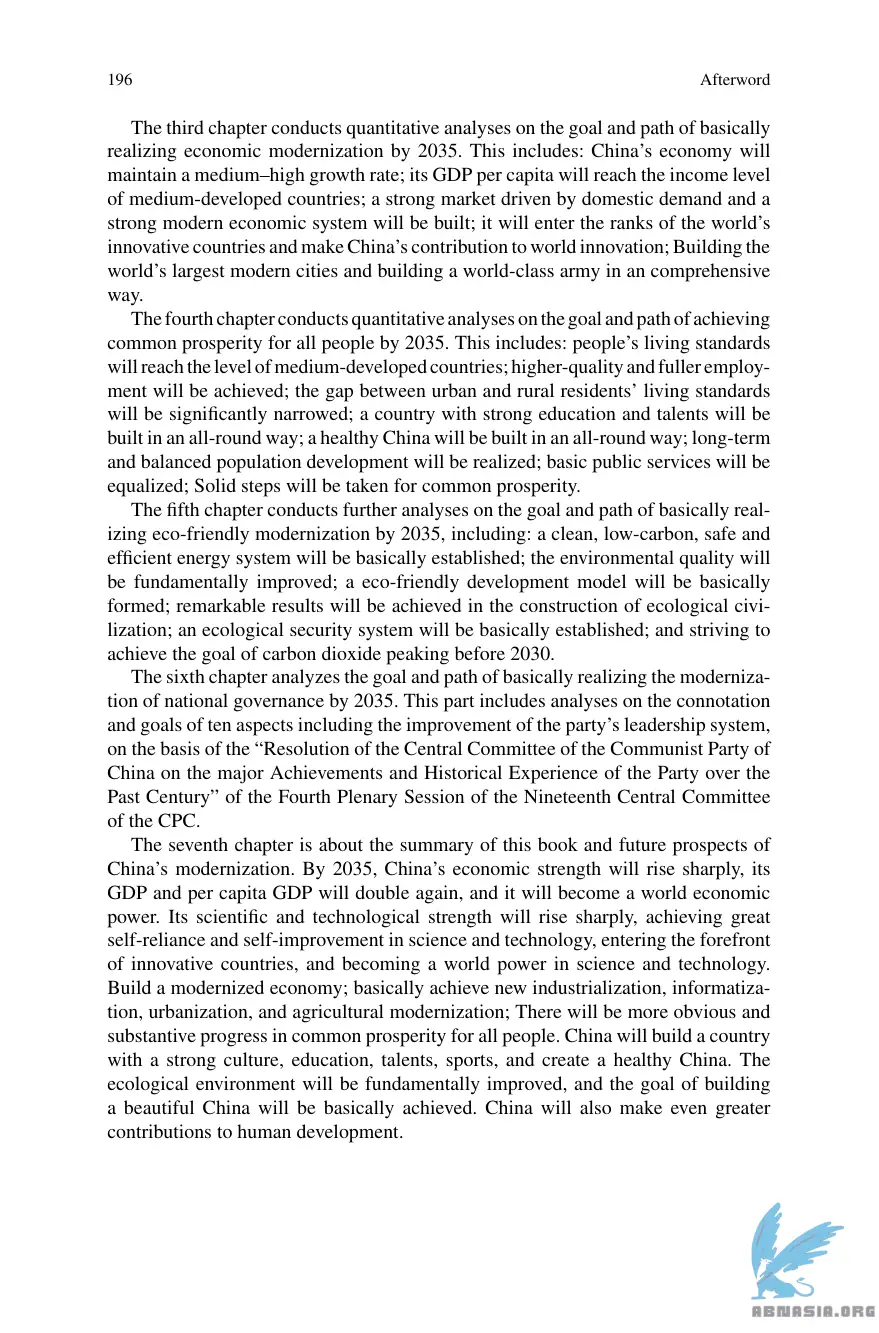 196 Afterword
The third chapter conducts quantitative analyses on the goal and path of basically
realizing economic modernization by 2035. This includes: China’s economy will
maintain a medium–high growth rate; its GDP per capita will reach the income level
of medium-developed countries; a strong market driven by domestic demand and a
strong modern economic system will be built; it will enter the ranks of the world’s
innovative countries and make China’s contribution to world innovation; Building the
world’s largest modern cities and building a world-class army in an comprehensive
way.
The fourth chapter conducts quantitative analyses on the goal and path of achieving
common prosperity for all people by 2035. This includes: people’s living standards
will reach the level of medium-developed countries; higher-quality and fuller employ-
ment will be achieved; the gap between urban and rural residents’ living standards
will be significantly narrowed; a country with strong education and talents will be
built in an all-round way; a healthy China will be built in an all-round way; long-term
and balanced population development will be realized; basic public services will be
equalized; Solid steps will be taken for common prosperity.
The fifth chapter conducts further analyses on the goal and path of basically real-
izing eco-friendly modernization by 2035, including: a clean, low-carbon, safe and
efficient energy system will be basically established; the environmental quality will
be fundamentally improved; a eco-friendly development model will be basically
formed; remarkable results will be achieved in the construction of ecological civi-
lization; an ecological security system will be basically established; and striving to
achieve the goal of carbon dioxide peaking before 2030.
The sixth chapter analyzes the goal and path of basically realizing the moderniza-
tion of national governance by 2035. This part includes analyses on the connotation
and goals of ten aspects including the improvement of the party’s leadership system,
on the basis of the “Resolution of the Central Committee of the Communist Party of
China on the major Achievements and Historical Experience of the Party over the
Past Century” of the Fourth Plenary Session of the Nineteenth Central Committee
of the CPC.
The seventh chapter is about the summary of this book and future prospects of
China’s modernization. By 2035, China’s economic strength will rise sharply, its
GDP and per capita GDP will double again, and it will become a world economic
power. Its scientific and technological strength will rise sharply, achieving great
self-reliance and self-improvement in science and technology, entering the forefront
of innovative countries, and becoming a world power in science and technology.
Build a modernized economy; basically achieve new industrialization, informatiza-
tion, urbanization, and agricultural modernization; There will be more obvious and
substantive progress in common prosperity for all people. China will build a country
with a strong culture, education, talents, sports, and create a healthy China. The
ecological environment will be fundamentally improved, and the goal of building
a beautiful China will be basically achieved. China will also make even greater
contributions to human development.
ABNASIA.ORG